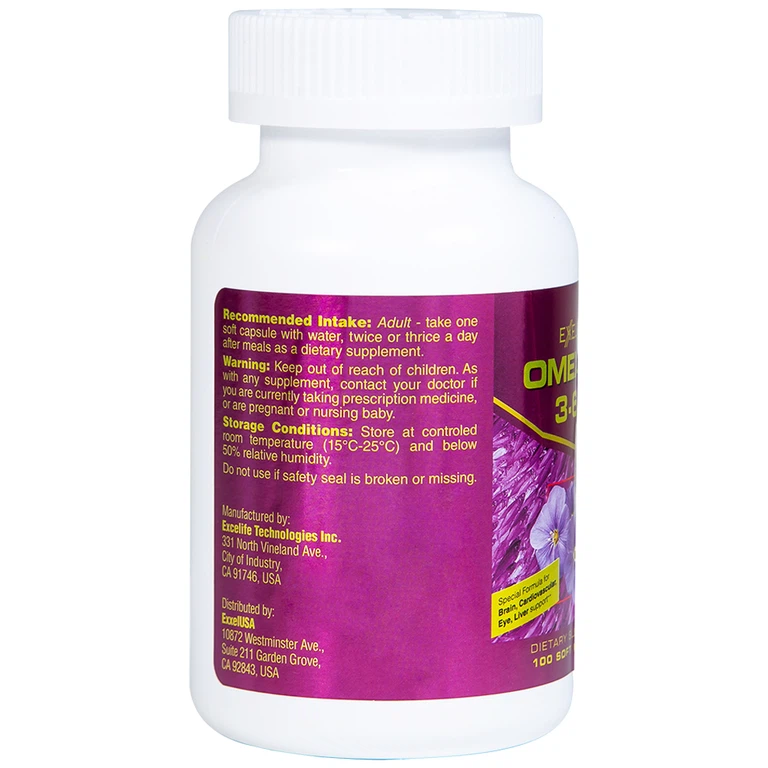 Recommended Intake: Adult - take one
soft capsule with water, twice or thrice a day
after meals as a dietary supplement.
Warning: Keep out of reach of children. As
with any supplement, contact your doctor if
you are currently taking prescription medicine,
or are pregnant or nursing baby.
Storage Conditions: Store at controled
room temperature (15°C-25°C) and below
50% relative humidity.
Do not use if safety seal is broken or missing.
Manufactured by:
Excelife Technologies Inc.
331 North Vineland Ave.,
City of Industry,
CA 91746, USA
Distributed by:
ExxelUSA
10872 Westminster Ave.,
Suite 211 Garden Grove,
CA 92843, USA
Special Formula for
Brain, Cardiovascular,
Eye, Liver support**
DIETARY
100 SOFT